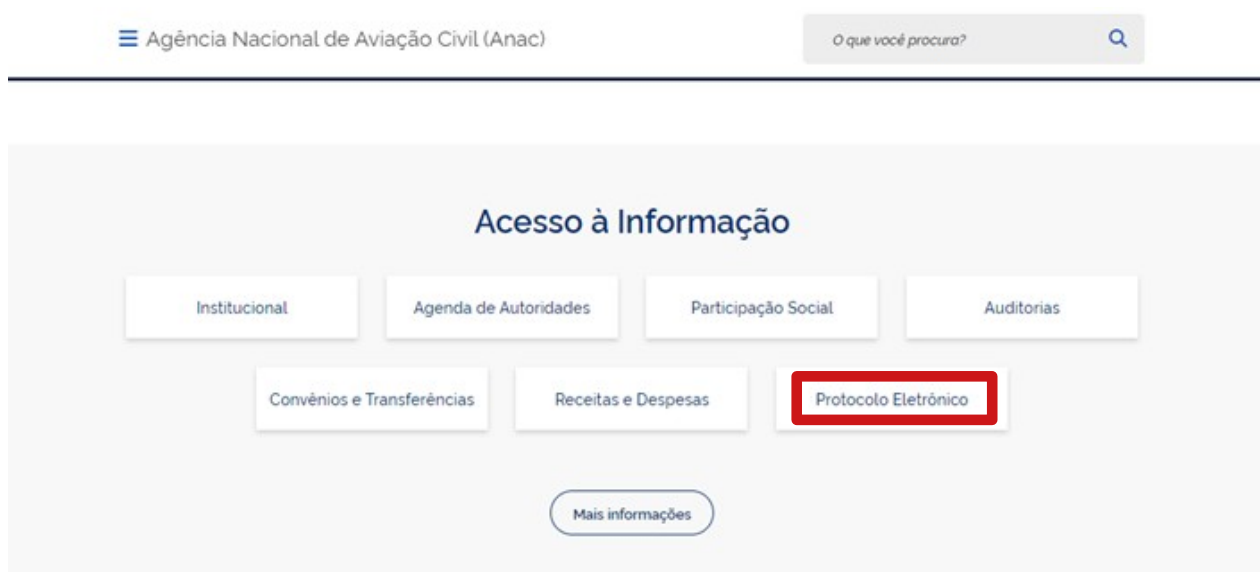 Agência Nacional de Aviação Civil (Anac)
O que você procura?
Acesso à Informação
Institucional
Agenda de Autoridades
Participação Social
Auditorias
Convênios e Transferências
Receitas e Despesas
Protocolo Eletrônico
Mais informações